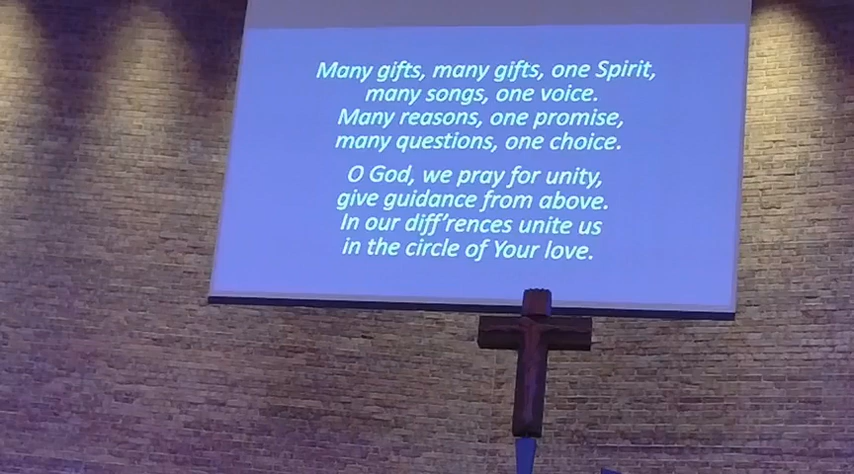 Many gifts, many gifts, one Spirit,
many songs, one voice.
Many reasons, one promise,
many questions, one choice.
O God, we pray for unity,
give guidance from above.
In our diff'rences unite us
in the circle of Your love.